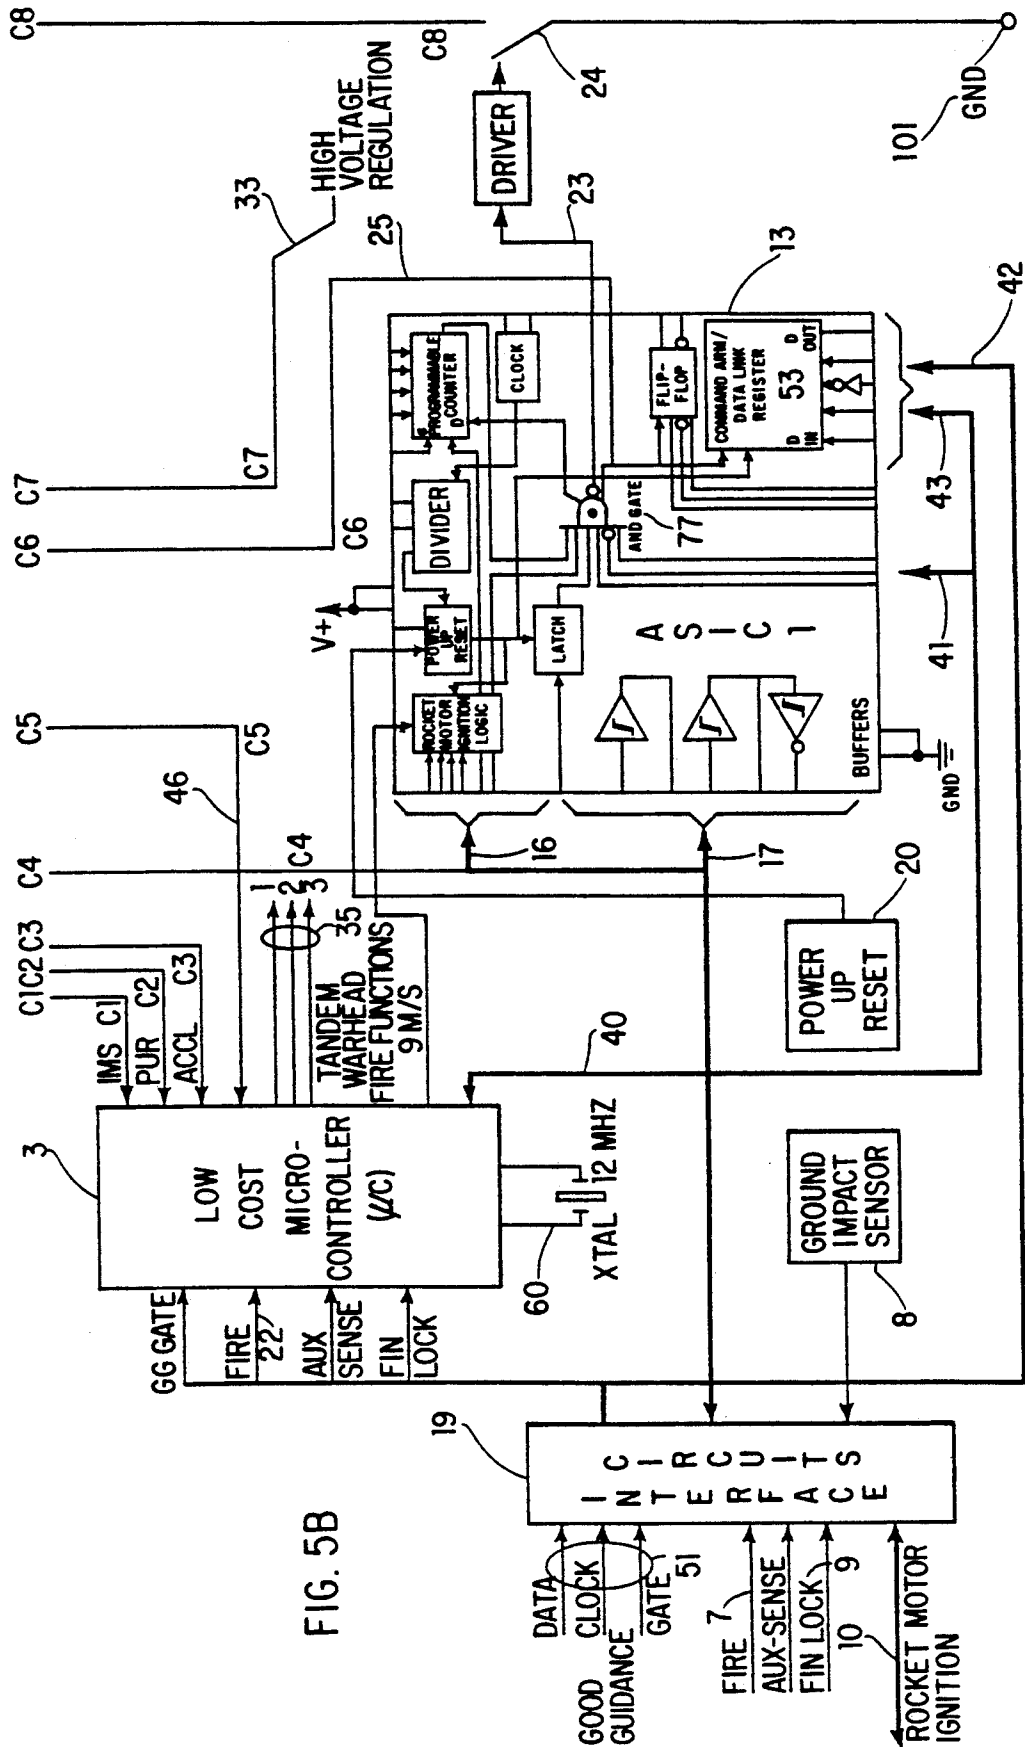 FIG. 5B
C1
C2
C3
C4
C5
C6
C7
C8
IMS C1
PUR C2
ACCL C3
46
C5
V+
C6
C7
33
HIGH
VOLTAGE
REGULATION
C8
24
101
GND
3
LOW
COST
MICRO-
CONTROLLER
(μC)
GG GATE
FIRE
22'
AUX
SENSE
FIN
LOCK
1
2
3
C4
35
TANDEM
WARHEAD
FIRE FUNCTIONS
9 M/S
40
60
XTAL
12 MHZ
16
17
ROCKET
MOTOR
IGNITION
LOGIC
POWER
UP
RESET
DIVIDER
PROGRAMMABLE
COUNTER
D
CLOCK
LATCH
AND GATE
77
FLIP-
FLOP
COMMAND ARM/
DATA LINK
REGISTER
53
D
IN
D
OUT
13
25
23
DRIVER
ASIC 1
BUFFERS
GND
41
43
42
POWER
UP
RESET
20
GROUND
IMPACT
SENSOR
8
19
INTERFACE
CIRCUITS
DATA
CLOCK
GOOD
GUIDANCE
GATE
51
FIRE
7
AUX-SENSE
FIN LOCK
9
10
ROCKET MOTOR
IGNITION